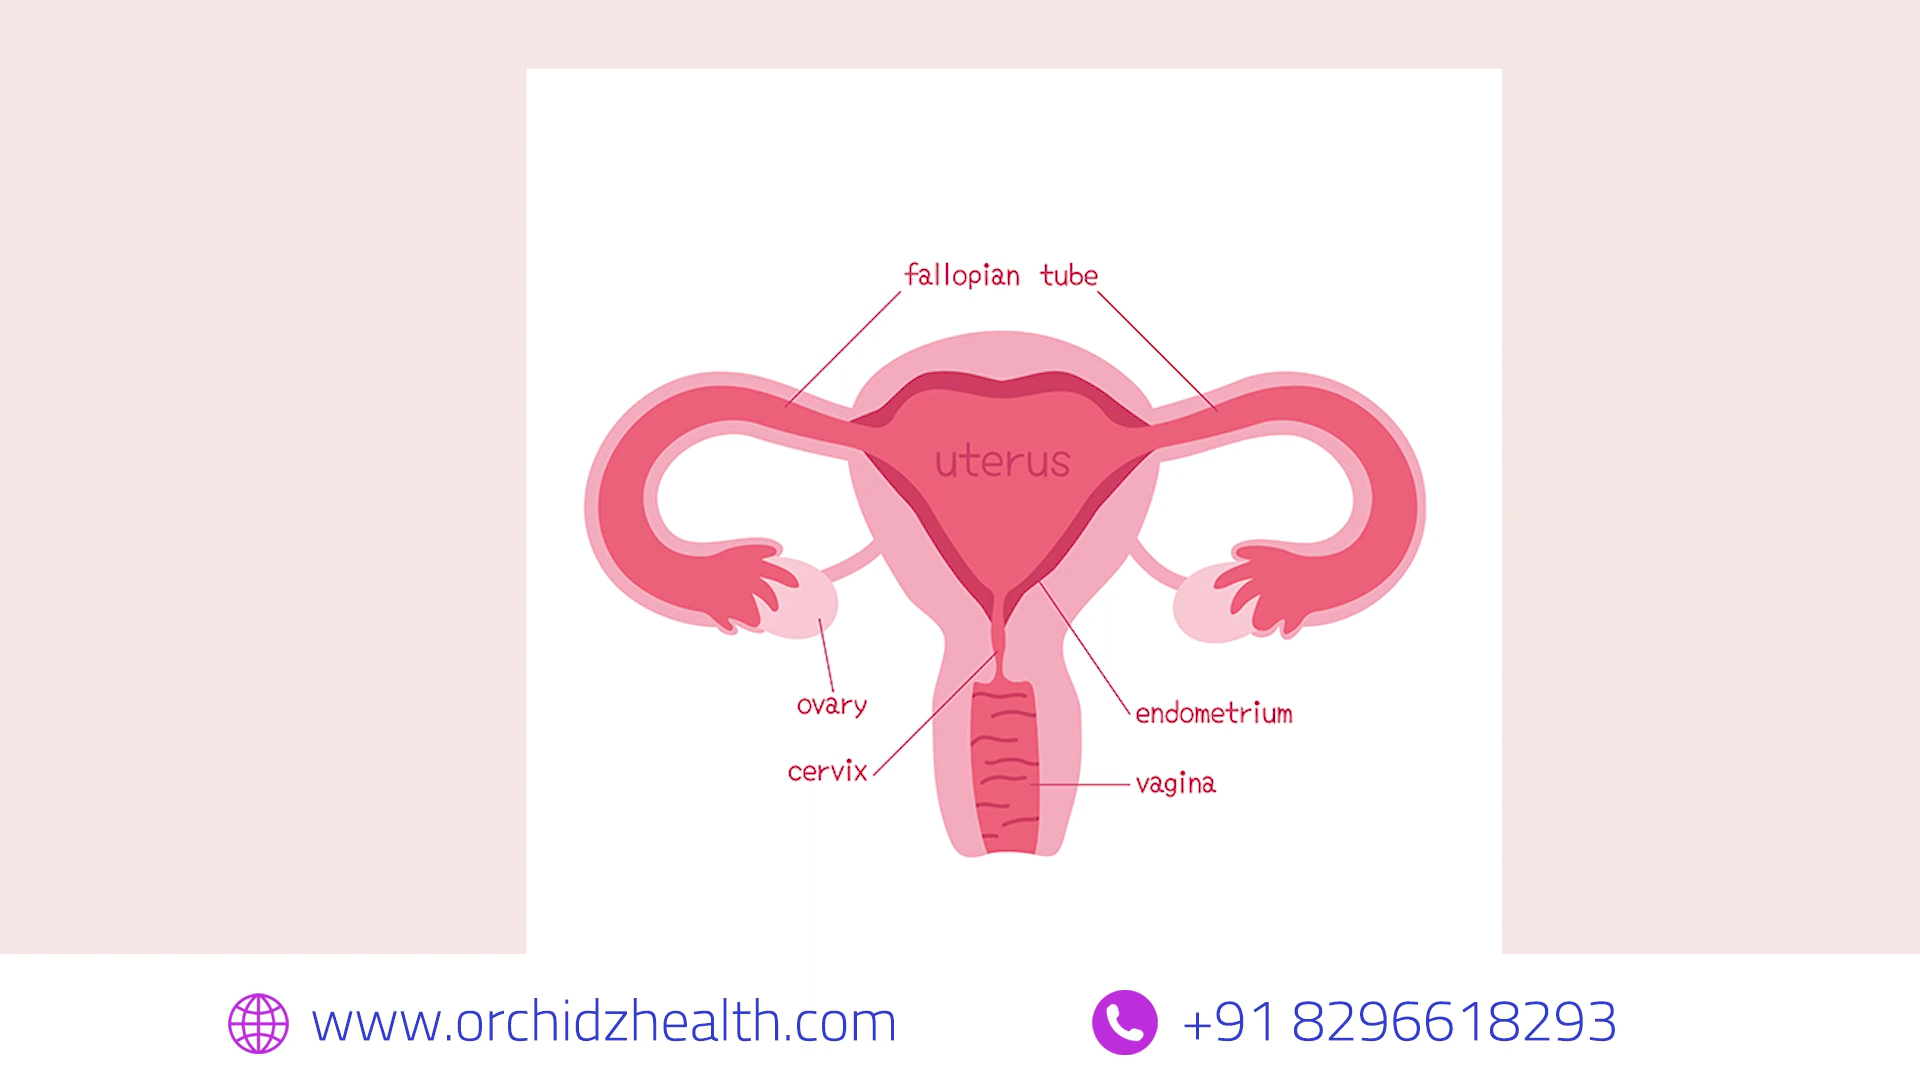 fallopian tube
uterus
ovary
endometrium
cervix
vagina
www.orchidzhealth.com
+91 8296618293